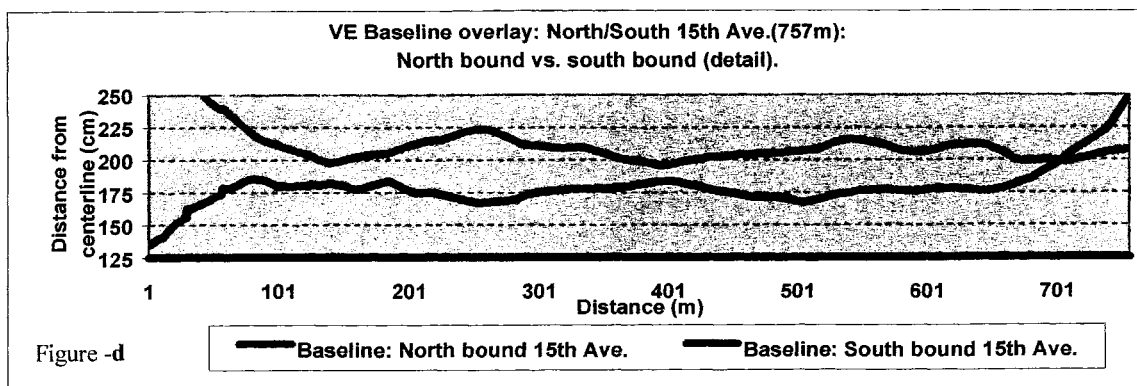 VE Baseline overlay: North/South 15th Ave.(757m):
North bound vs. south bound (detail).
Distance from
centerline (cm)
250
225
200
175
150
125
1 101 201 301 401 501 601 701
Distance (m)
Figure -d
Baseline: North bound 15th Ave. Baseline: South bound 15th Ave.